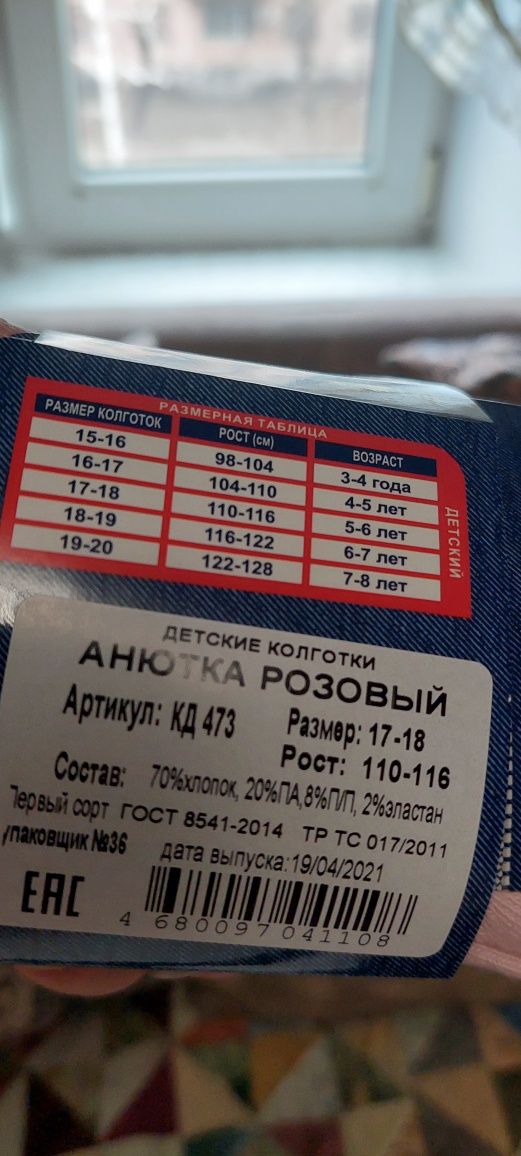 РАЗМЕРНАЯ ТАБЛИЦА
РАЗМЕР КОЛГОТОК РОСТ (см) ВОЗРАСТ
15-16 98-104 3-4 года
16-17 104-110 4-5 лет
17-18 110-116 5-6 лет
18-19 116-122 6-7 лет
19-20 122-128 7-8 лет
ДЕТСКИЙ
ДЕТСКИЕ КОЛГОТКИ
АНЮТКА РОЗОВЫЙ
Артикул: КД 473 Размер: 17-18
Рост: 110-116
Состав: 70%хлопок, 20%ПА,8%П/П, 2%эластан
Первый сорт ГОСТ 8541-2014 ТР ТС 017/2011
упаковщик №36 дата выпуска:19/04/2021
EAC
4 680097 041108